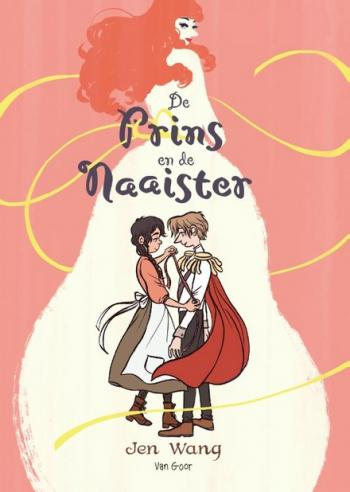 De
Prins
en de
Naaister
Jen Wang
Van Goor